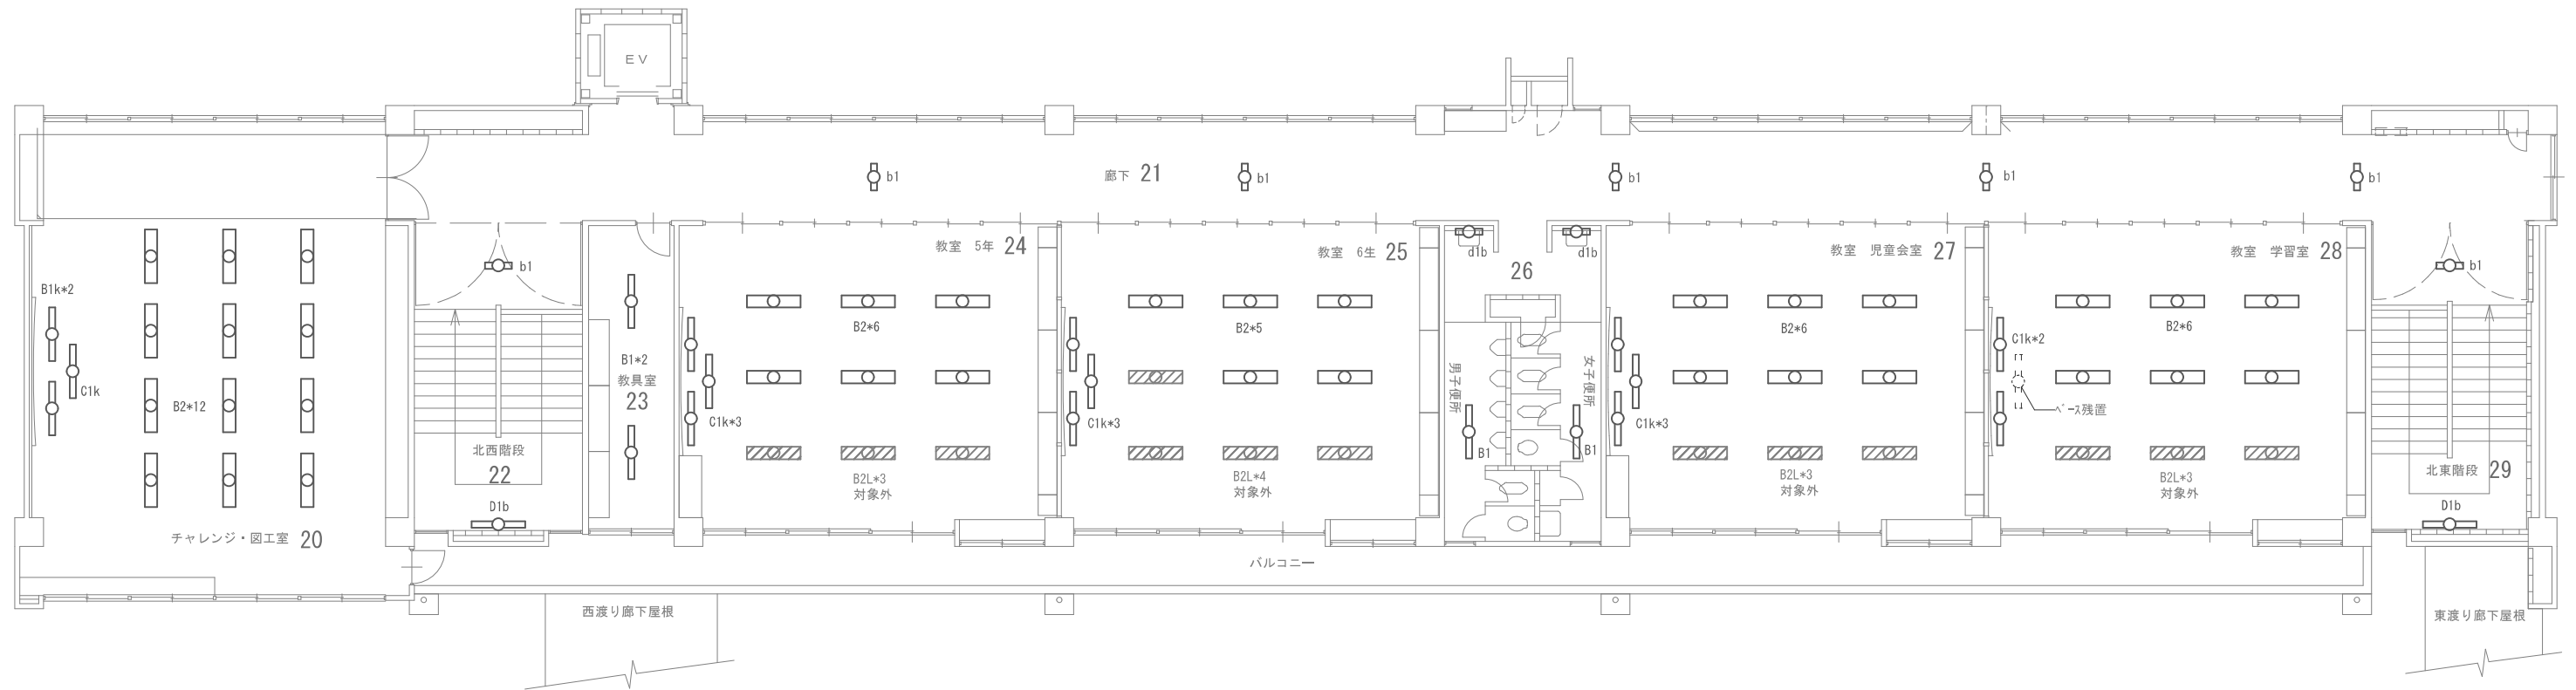 EV
b1
廊下 21
b1
b1
b1
b1
教室 5年 24
教室 6生 25
d1b
d1b
26
教室 児童会室 27
教室 学習室 28
b1
b1
B1k*2
C1k
B2*12
B1*2
教具室
23
B2*6
C1k*3
B2*5
C1k*3
男子便所
女子便所
B1
B1
B2*6
C1k*3
B2*6
C1k*2
ベース残置
北西階段
22
D1b
B2L*3
対象外
B2L*4
対象外
B2L*3
対象外
B2L*3
対象外
北東階段 29
D1b
チャレンジ・図工室 20
バルコニー
西渡り廊下屋根
東渡り廊下屋根